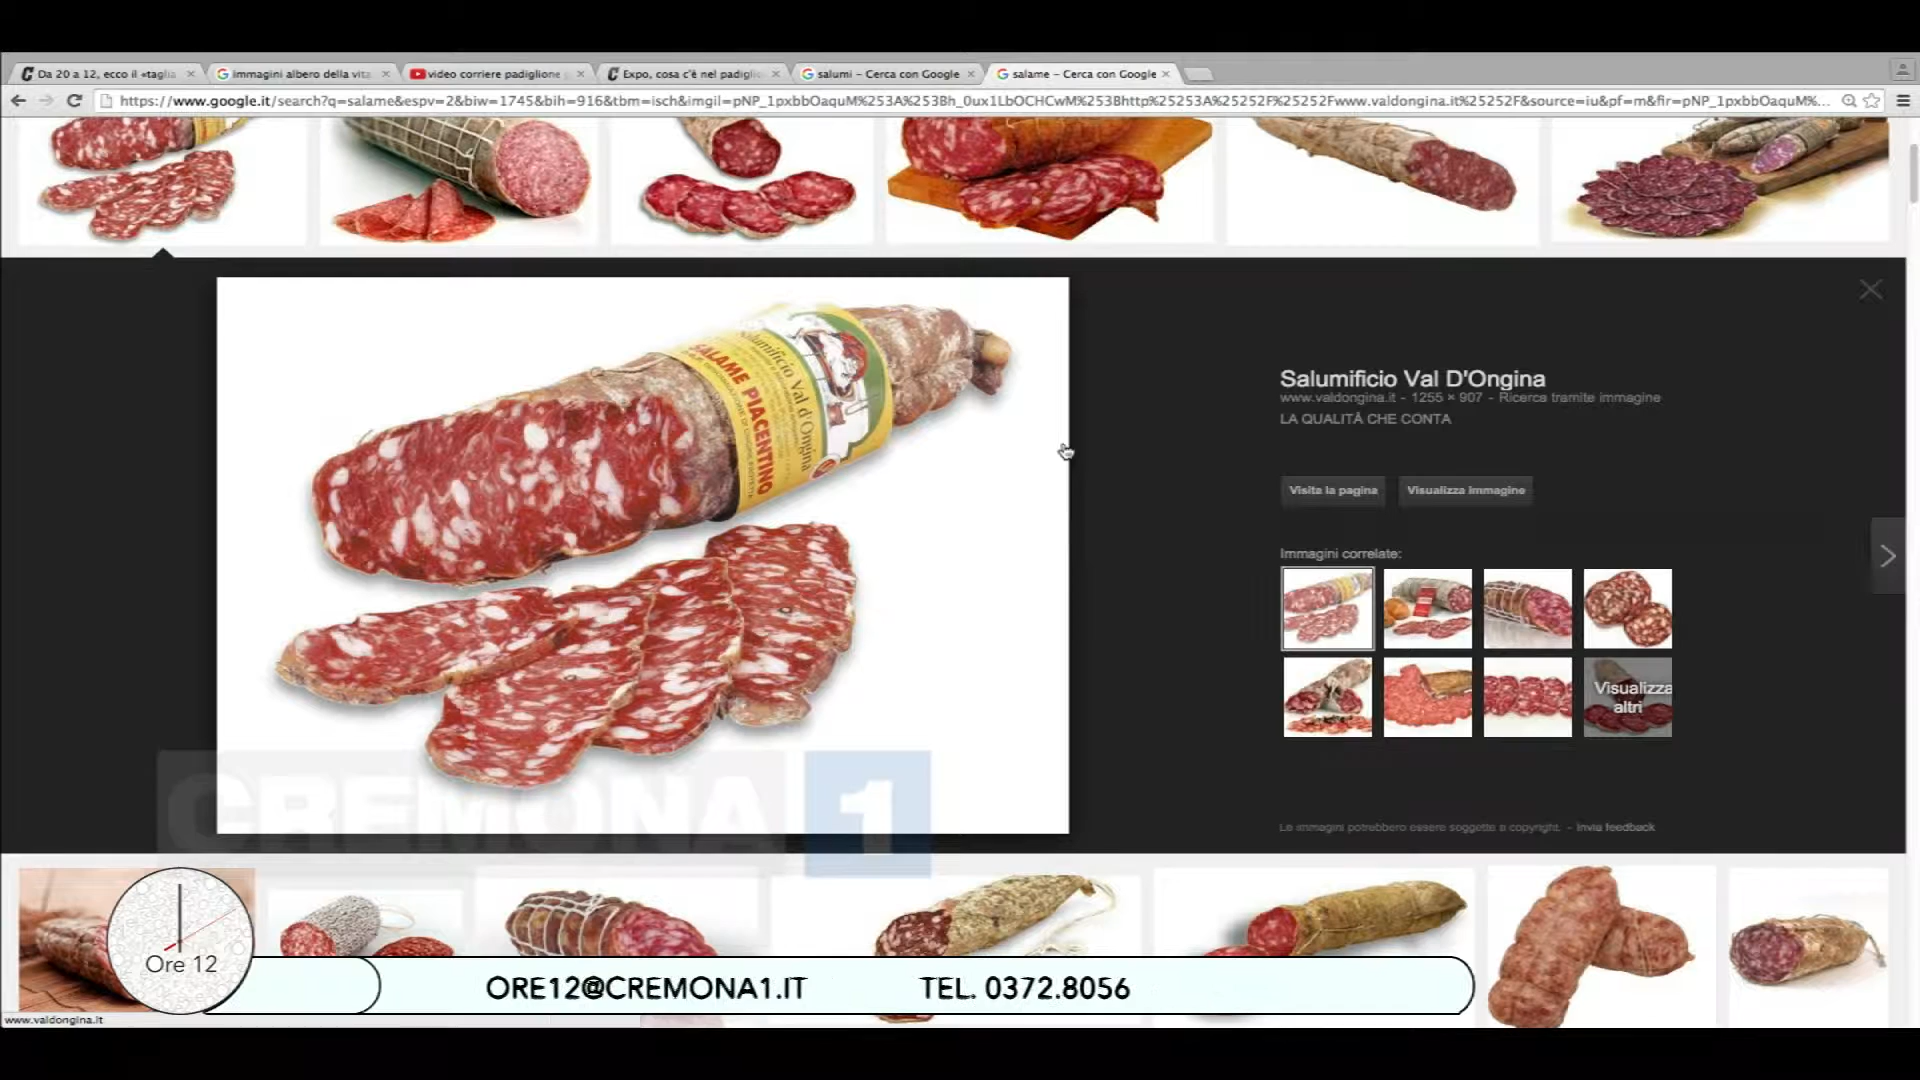 Da 20 a 12, ecco il «taglia
immagini albero della vita
video corriere padiglione
Expo, cosa c'è nel padiglio
salumi - Cerca con Google
salame - Cerca con Google
https://www.google.it/search?q=salame&espv=2&biw=1745&bih=916&tbm=isch&imgil=pNP_1pxbbOaquM%253A%253Bh_0ux1LbOCHCwM%253Bhttp%25253A%25252F%25252Fwww.valdongina.it%25252F&source=iu&pf=m&fir=pNP_1pxbbOaquM%...
Salumificio Val d'Ongina
SALAME PIACENTINO
Salumificio Val D'Ongina
www.valdongina.it - 1255 × 907 - Ricerca tramite immagine
LA QUALITÀ CHE CONTA
Visita la pagina
Visualizza immagine
Immagini correlate:
Visualizza
altri
CREMONA 1
Le immagini potrebbero essere soggette a copyright. - Invia feedback
Ore 12
ORE12@CREMONA1.IT
TEL. 0372.8056
www.valdongina.it